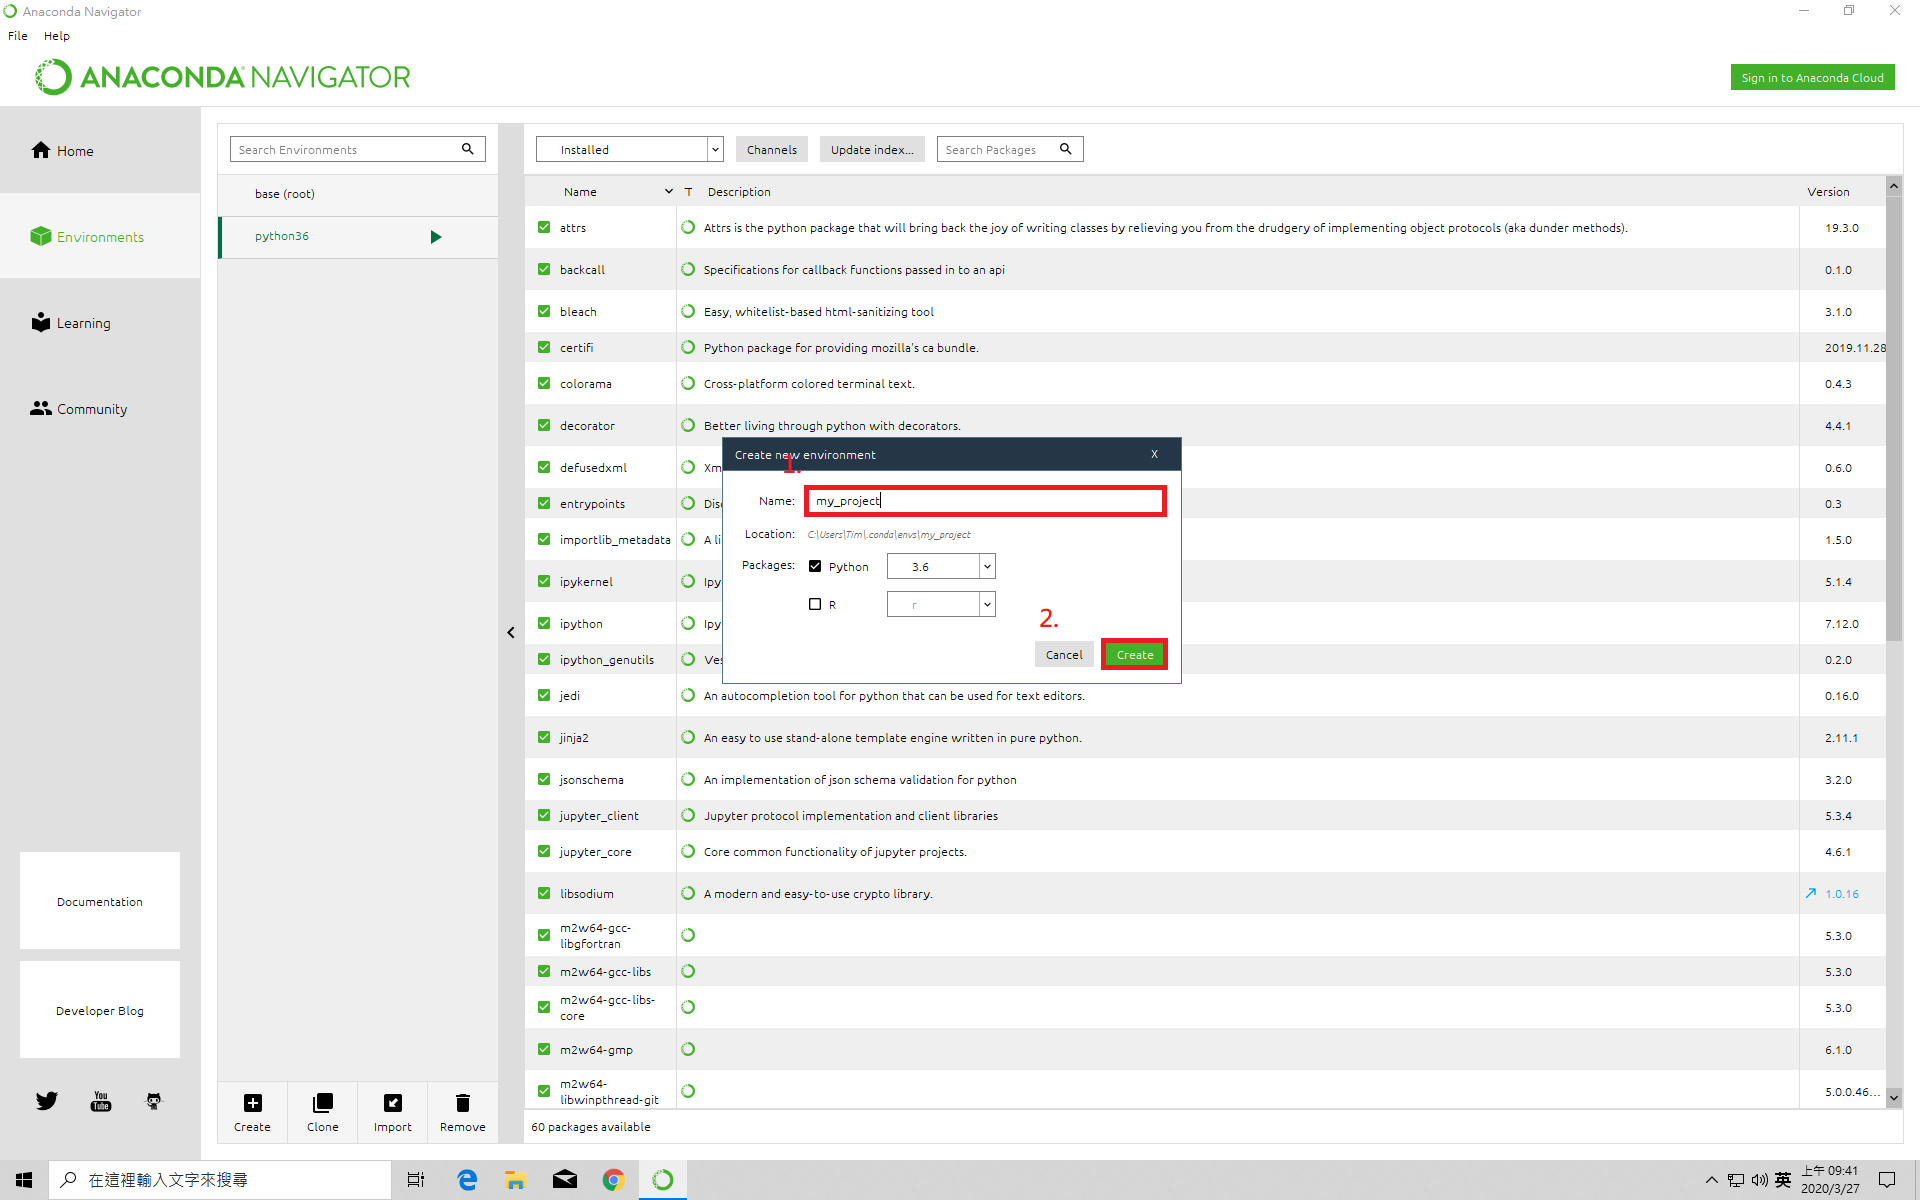 Anaconda Navigator
File Help
ANACONDA NAVIGATOR
Sign in to Anaconda Cloud
Home
Environments
Learning
Community
Documentation
Developer Blog
You Tube
Search Environments
base (root)
python36
Create Clone Import Remove
Installed Channels Update index... Search Packages
Name T Description Version
attrs Attrs is the python package that will bring back the joy of writing classes by relieving you from the drudgery of implementing object protocols (aka dunder methods). 19.3.0
backcall Specifications for callback functions passed in to an api 0.1.0
bleach Easy, whitelist-based html-sanitizing tool 3.1.0
certifi Python package for providing mozilla's ca bundle. 2019.11.28
colorama Cross-platform colored terminal text. 0.4.3
decorator Better living through python with decorators. 4.4.1
defusedxml Xm 0.6.0
entrypoints Dis 0.3
importlib_metadata A li 1.5.0
ipykernel Ipy 5.1.4
ipython Ipy 7.12.0
ipython_genutils Ves 0.2.0
jedi An autocompletion tool for python that can be used for text editors. 0.16.0
jinja2 An easy to use stand-alone template engine written in pure python. 2.11.1
jsonschema An implementation of json schema validation for python 3.2.0
jupyter_client Jupyter protocol implementation and client libraries 5.3.4
jupyter_core Core common functionality of jupyter projects. 4.6.1
libsodium A modern and easy-to-use crypto library. 1.0.16
m2w64-gcc-
libgfortran 5.3.0
m2w64-gcc-libs 5.3.0
m2w64-gcc-libs-
core 5.3.0
m2w64-gmp 6.1.0
m2w64-
libwinpthread-git 5.0.0.46...
60 packages available
Create new environment X
1.
Name: my_project
Location: C:\Users\Tim\.conda\envs\my_project
Packages: Python 3.6
R r
2.
Cancel Create
在這裡輸入文字來搜尋
英
上午 09:41
2020/3/27